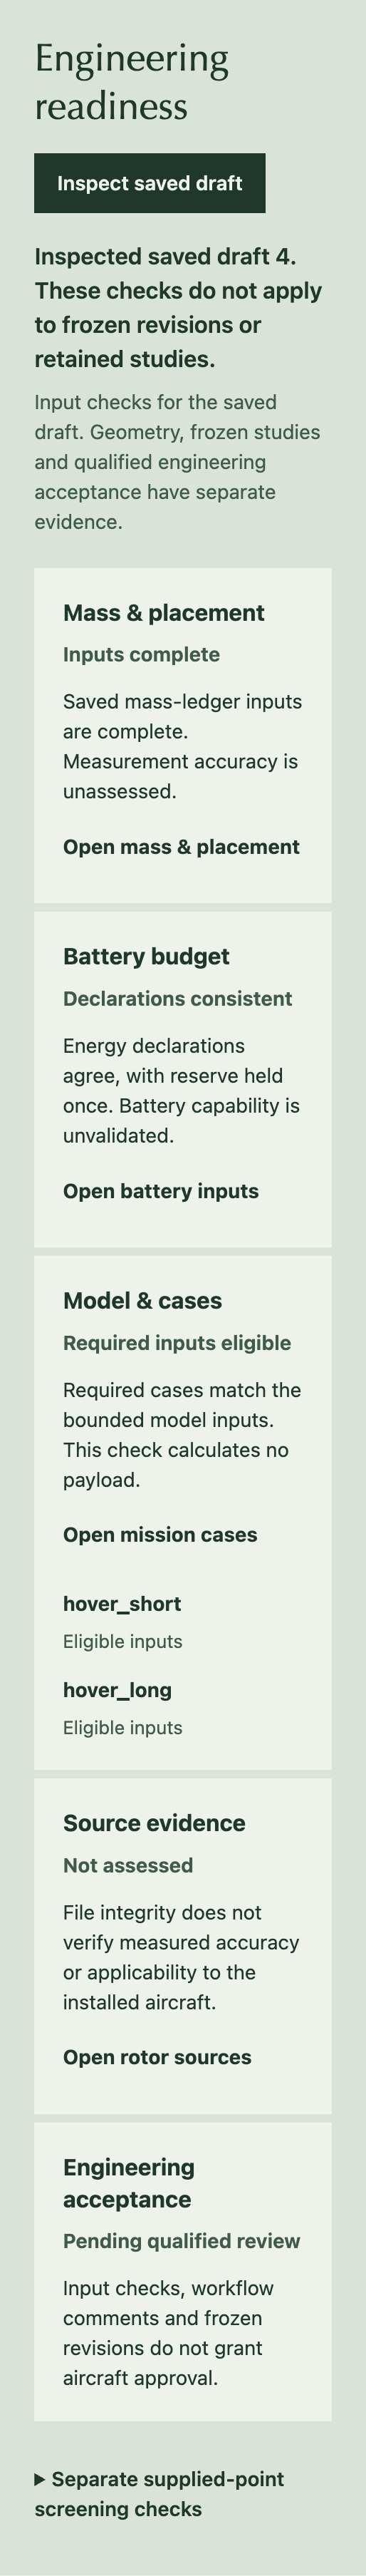 Engineering
readiness
Inspect saved draft
Inspected saved draft 4.
These checks do not apply
to frozen revisions or
retained studies.
Input checks for the saved
draft. Geometry, frozen studies
and qualified engineering
acceptance have separate
evidence.
Mass & placement
Inputs complete
Saved mass-ledger inputs
are complete.
Measurement accuracy is
unassessed.
Open mass & placement
Battery budget
Declarations consistent
Energy declarations
agree, with reserve held
once. Battery capability is
unvalidated.
Open battery inputs
Model & cases
Required inputs eligible
Required cases match the
bounded model inputs.
This check calculates no
payload.
Open mission cases
hover_short
Eligible inputs
hover_long
Eligible inputs
Source evidence
Not assessed
File integrity does not
verify measured accuracy
or applicability to the
installed aircraft.
Open rotor sources
Engineering
acceptance
Pending qualified review
Input checks, workflow
comments and frozen
revisions do not grant
aircraft approval.
▶ Separate supplied-point
screening checks